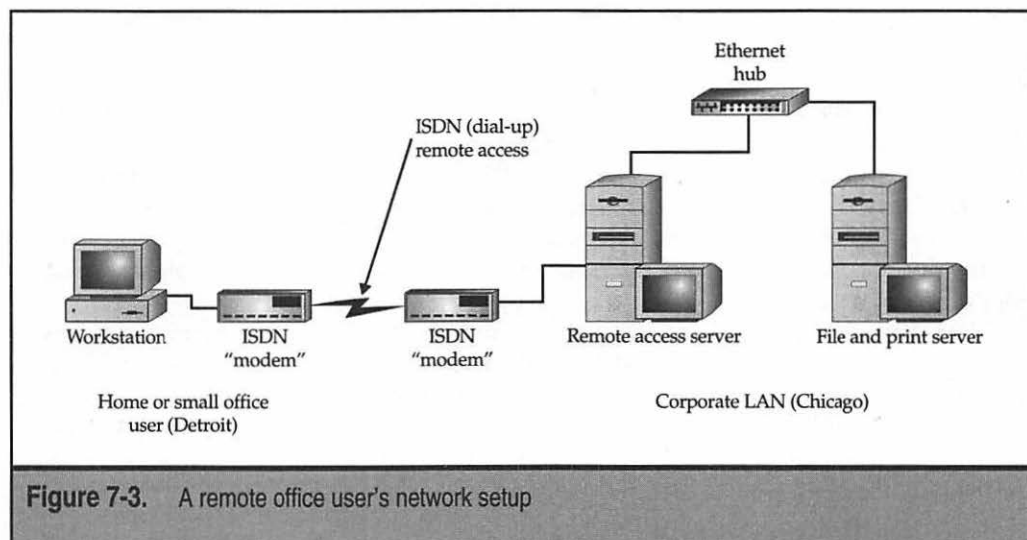 Ethernet
hub
ISDN (dial-up)
remote access
Workstation
ISDN
"modem"
ISDN
"modem"
Remote access server
File and print server
Home or small office
user (Detroit)
Corporate LAN (Chicago)
Figure 7-3. A remote office user's network setup